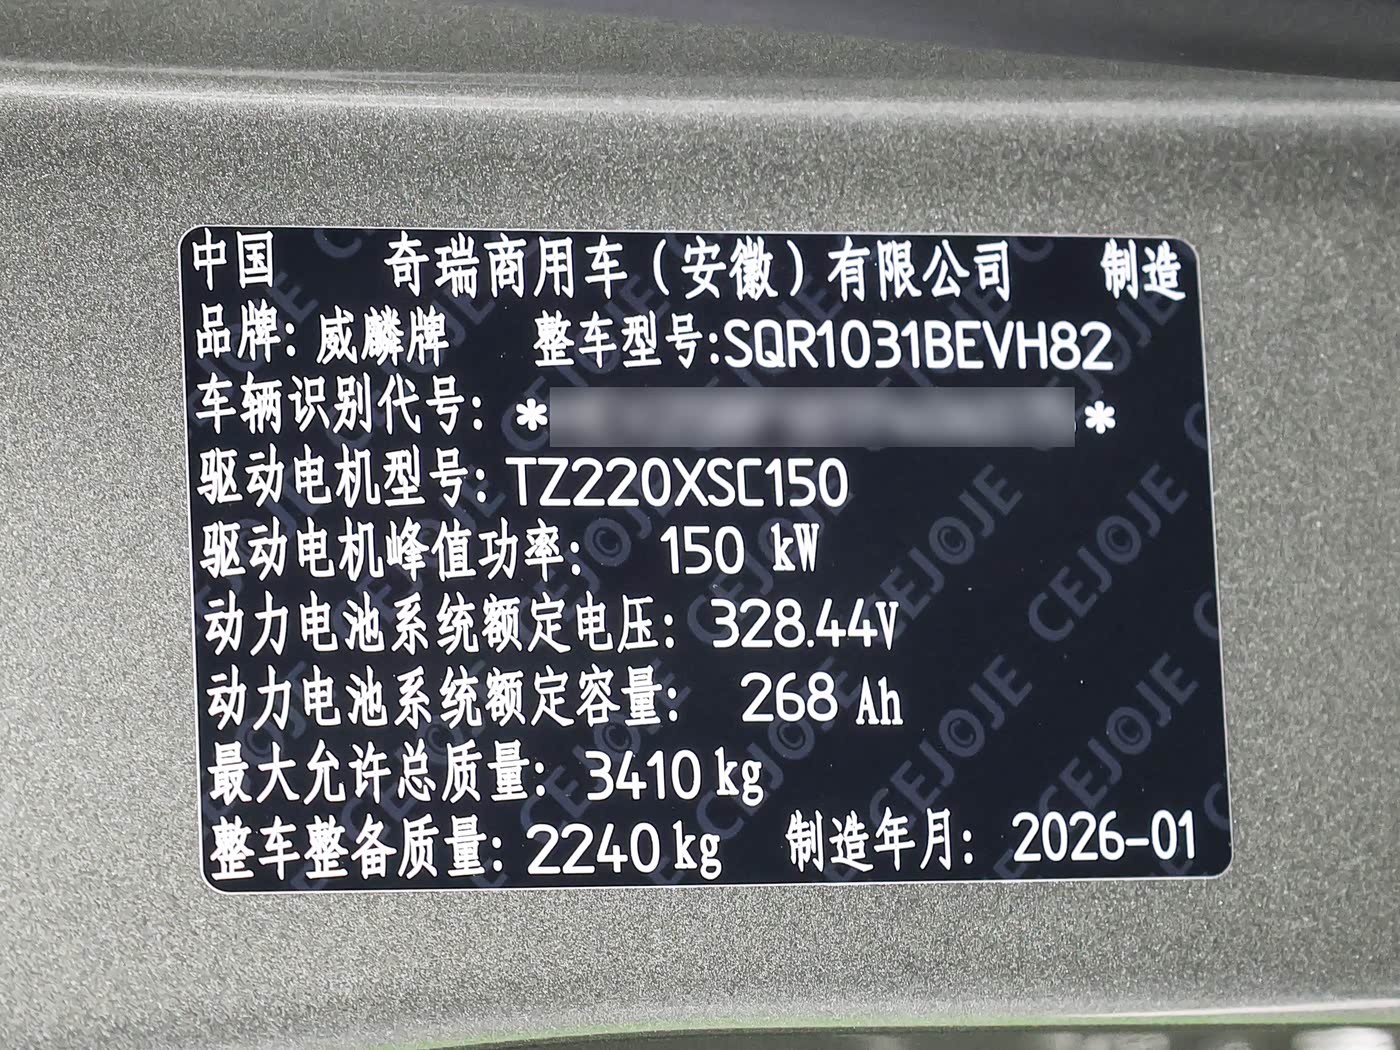 中国 奇瑞商用车（安徽）有限公司 制造
品牌：威麟牌 整车型号:SQR1031BEVH82
车辆识别代号：* *
驱动电机型号：TZ220XSC150
驱动电机峰值功率： 150 kW
动力电池系统额定电压：328.44V
动力电池系统额定容量： 268 Ah
最大允许总质量：3410 kg
整车整备质量：2240 kg 制造年月：2026-01